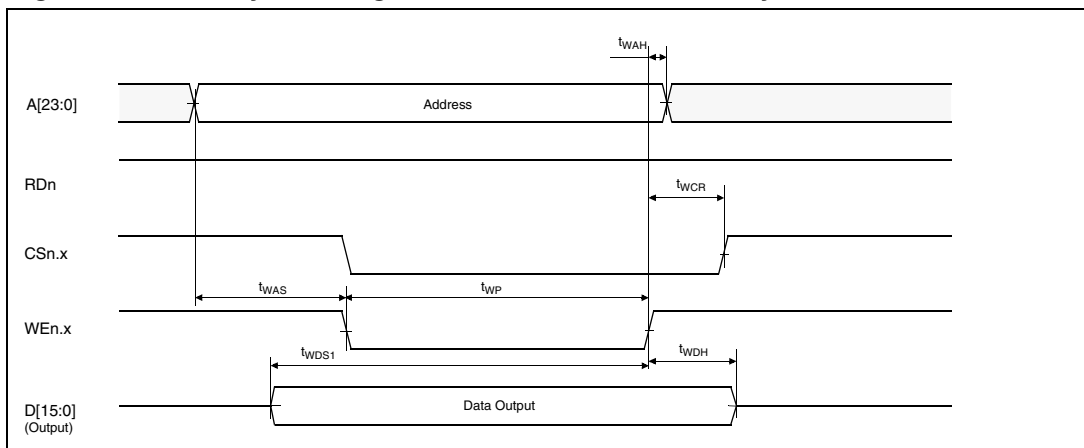 tWAH
A[23:0]
Address
RDn
tWCR
CSn.x
tWAS
tWP
WEn.x
tWDS1
tWDH
D[15:0]
(Output)
Data Output